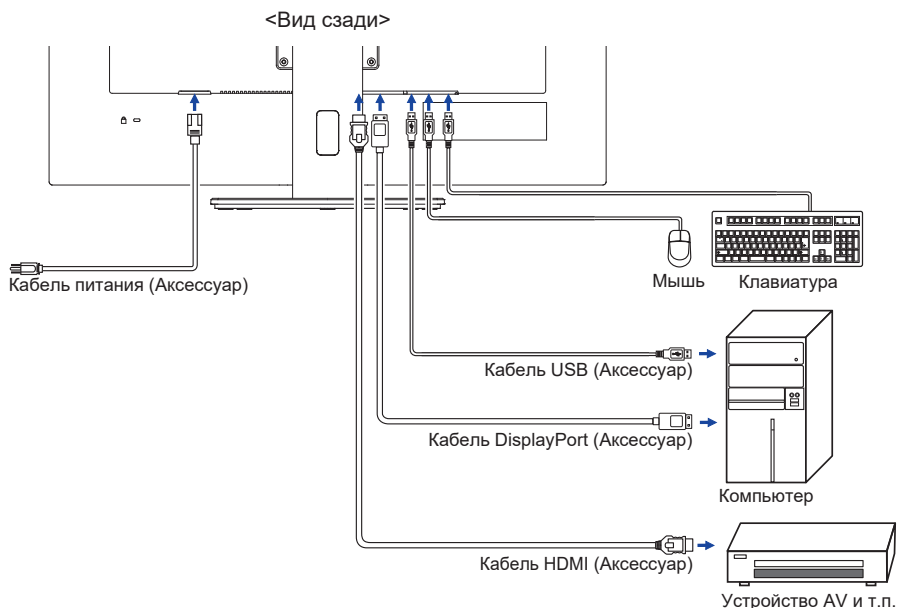 <Вид сзади>
Кабель питания (Аксессуар)
Мышь
Клавиатура
Кабель USB (Аксессуар)
Кабель DisplayPort (Аксессуар)
Компьютер
Кабель HDMI (Аксессуар)
Устройство AV и т.п.